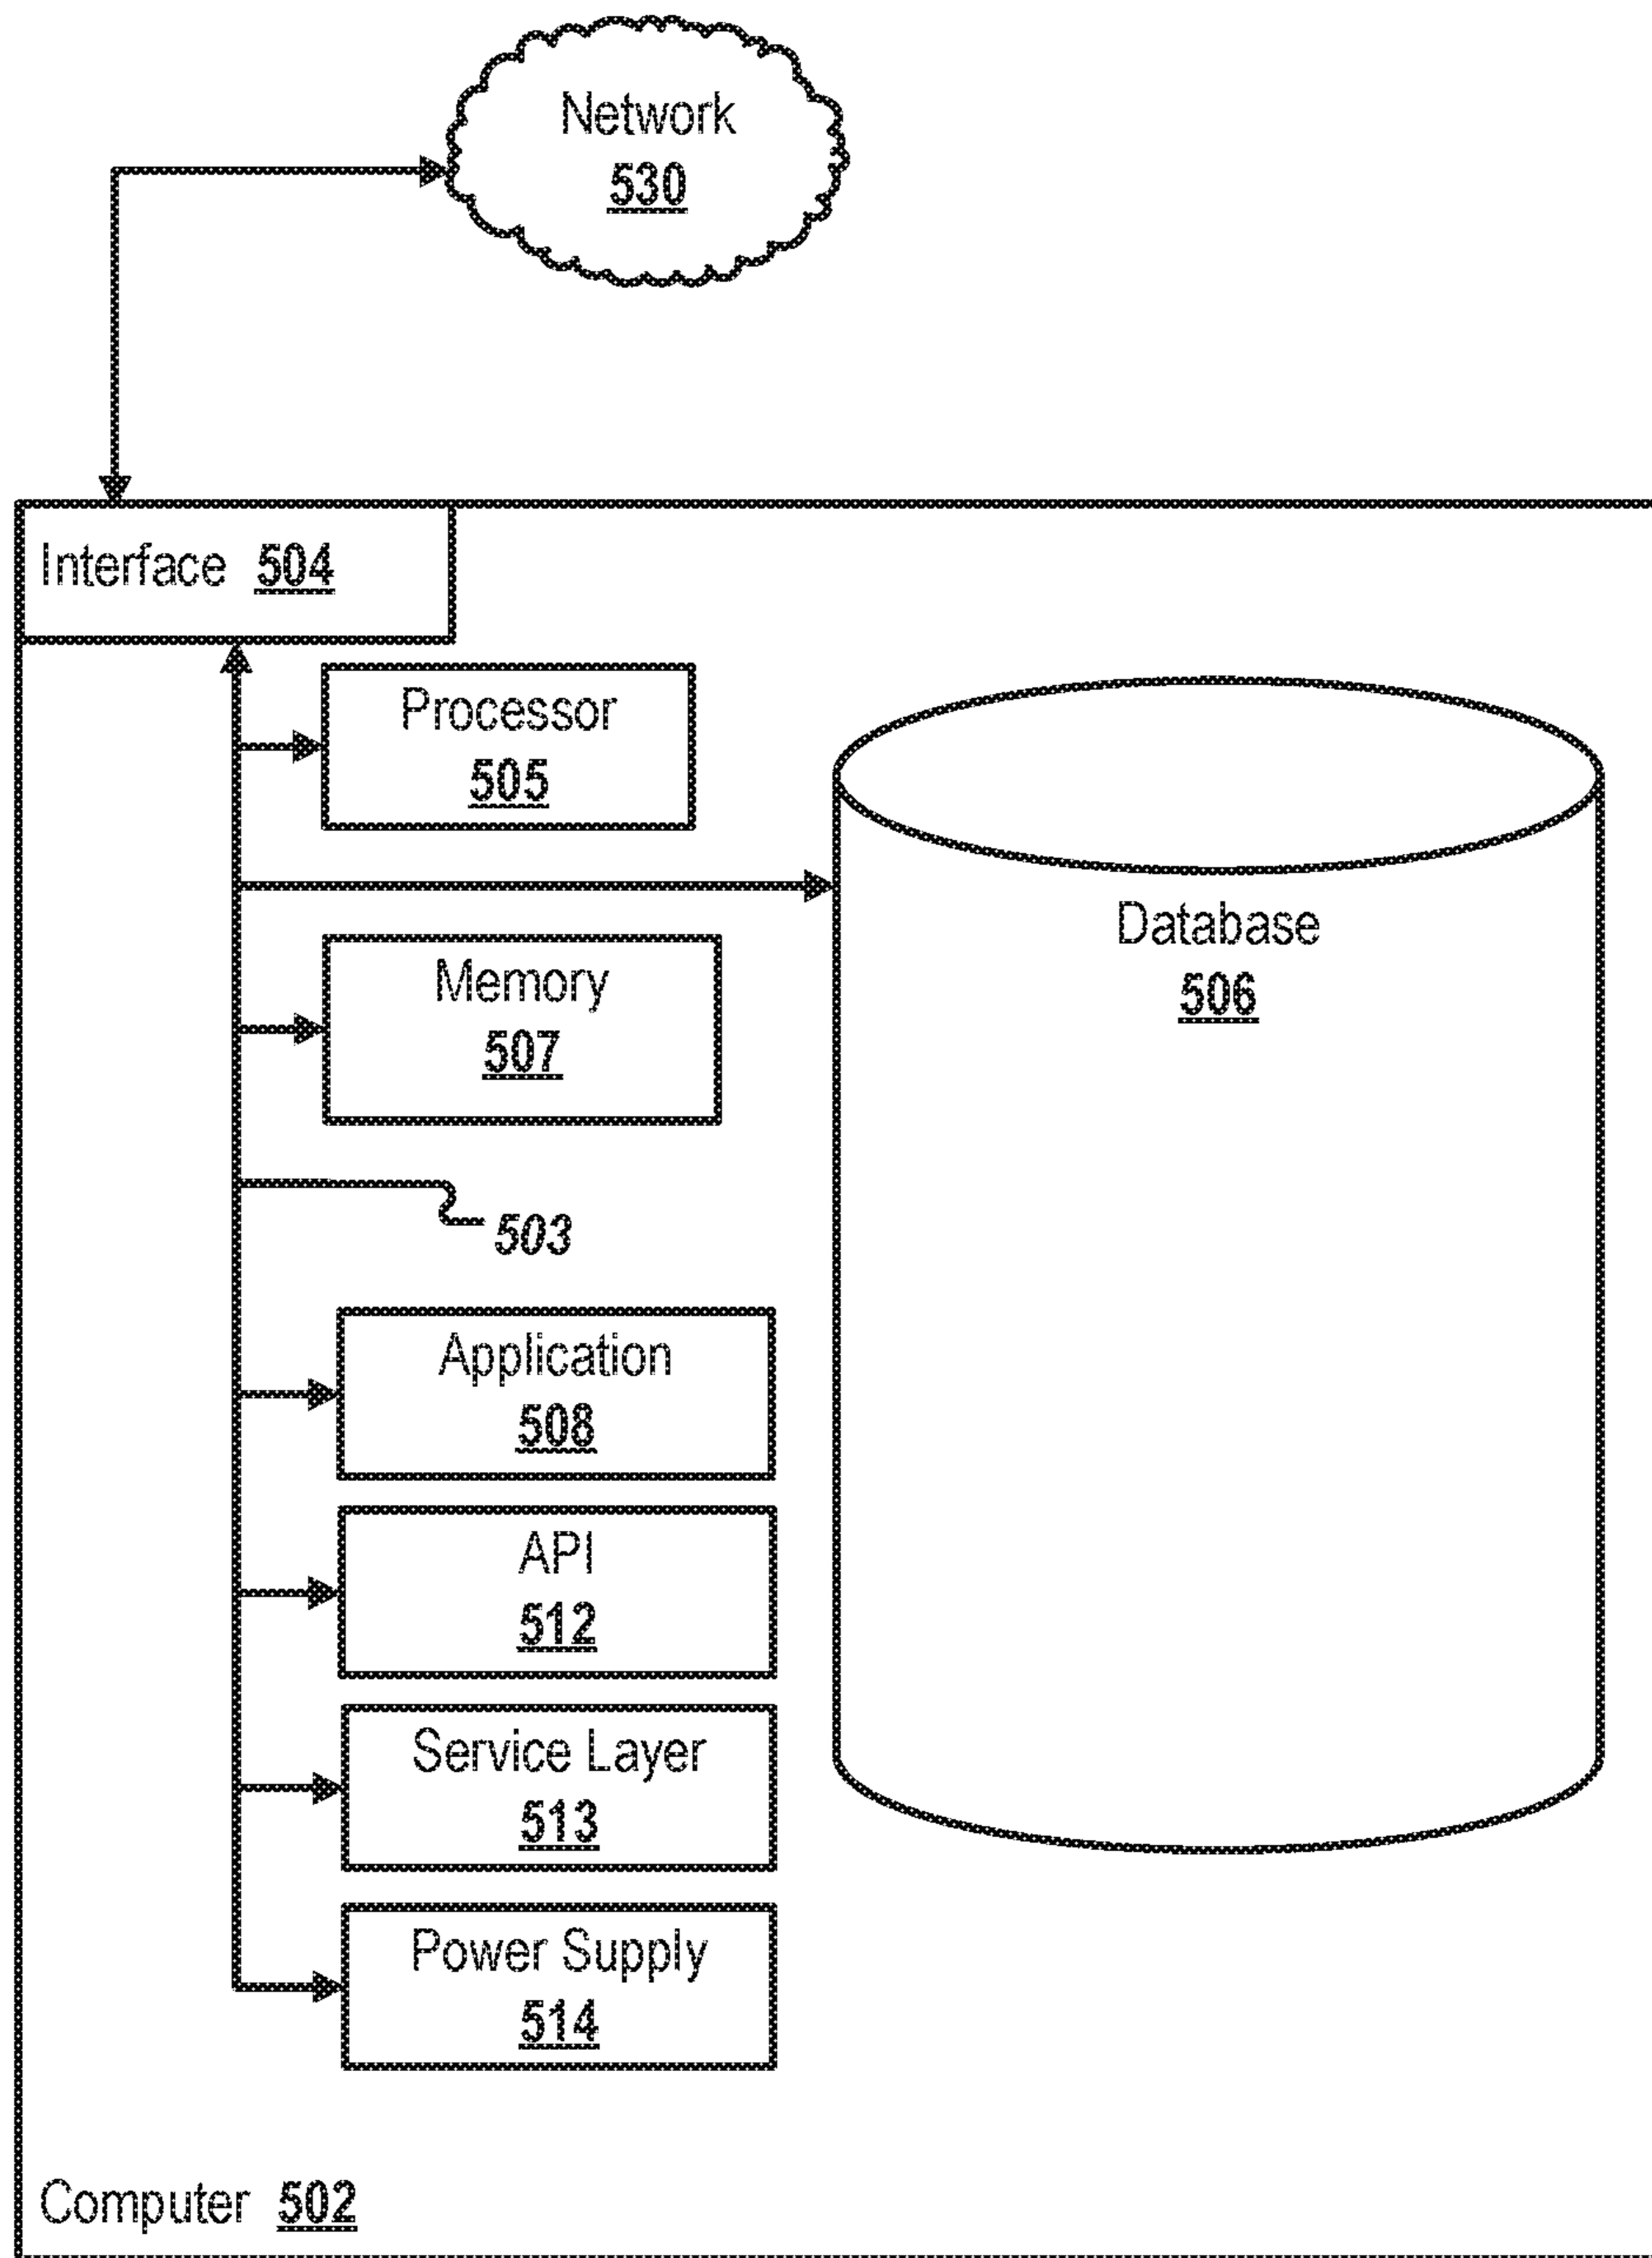 Network
530
Interface 504
Processor
505
Database
506
Memory
507
503
Application
508
API
512
Service Layer
513
Power Supply
514
Computer 502